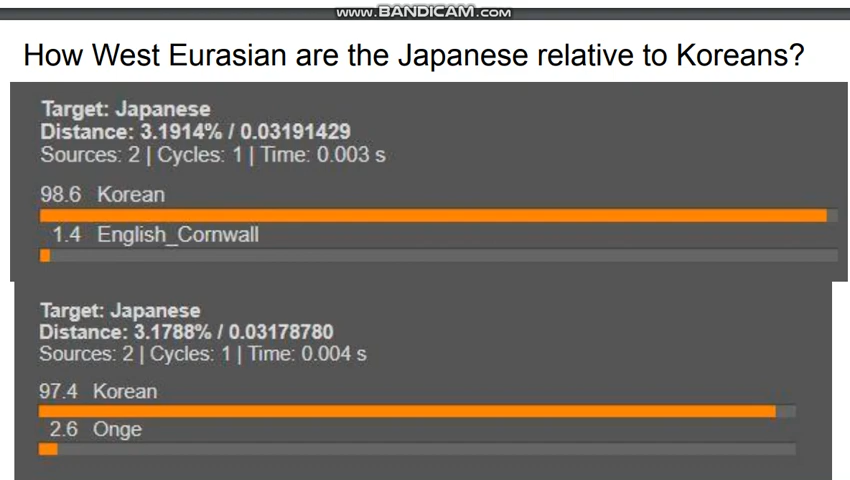 www.BANDICAM.com
How West Eurasian are the Japanese relative to Koreans?
Target: Japanese
Distance: 3.1914% / 0.03191429
Sources: 2 | Cycles: 1 | Time: 0.003 s
98.6 Korean
1.4 English_Cornwall
Target: Japanese
Distance: 3.1788% / 0.03178780
Sources: 2 | Cycles: 1 | Time: 0.004 s
97.4 Korean
2.6 Onge